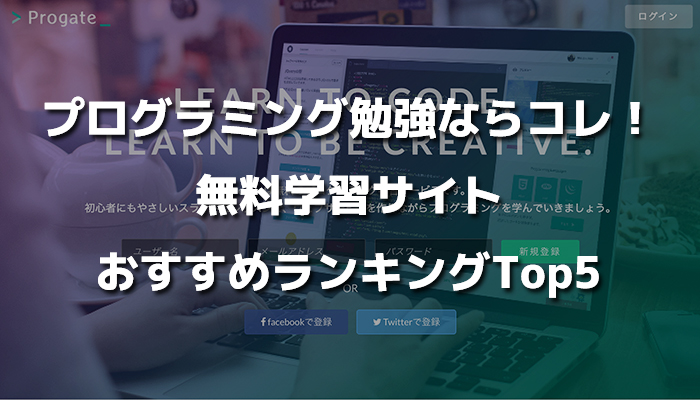 Progate
ログイン
LEARN TO CODE
プログラミング勉強ならコレ！
LEARN TO BE CREATIVE.
無料学習サイト
初心者にもやさしいスラ
がらプログラミングを学んでいきましょう。
ユーザー名
メールアドレス
パスワード
新規登録
おすすめランキングTop5
OR
facebookで登録
Twitterで登録